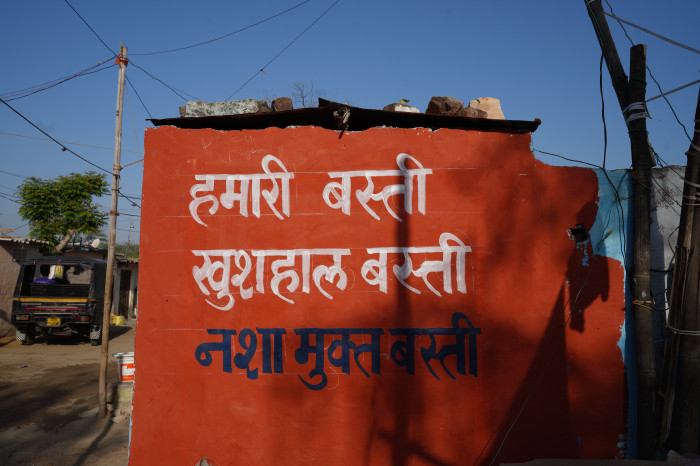 हमारी बस्ती
खुशहाल बस्ती
नशा मुक्त बस्ती